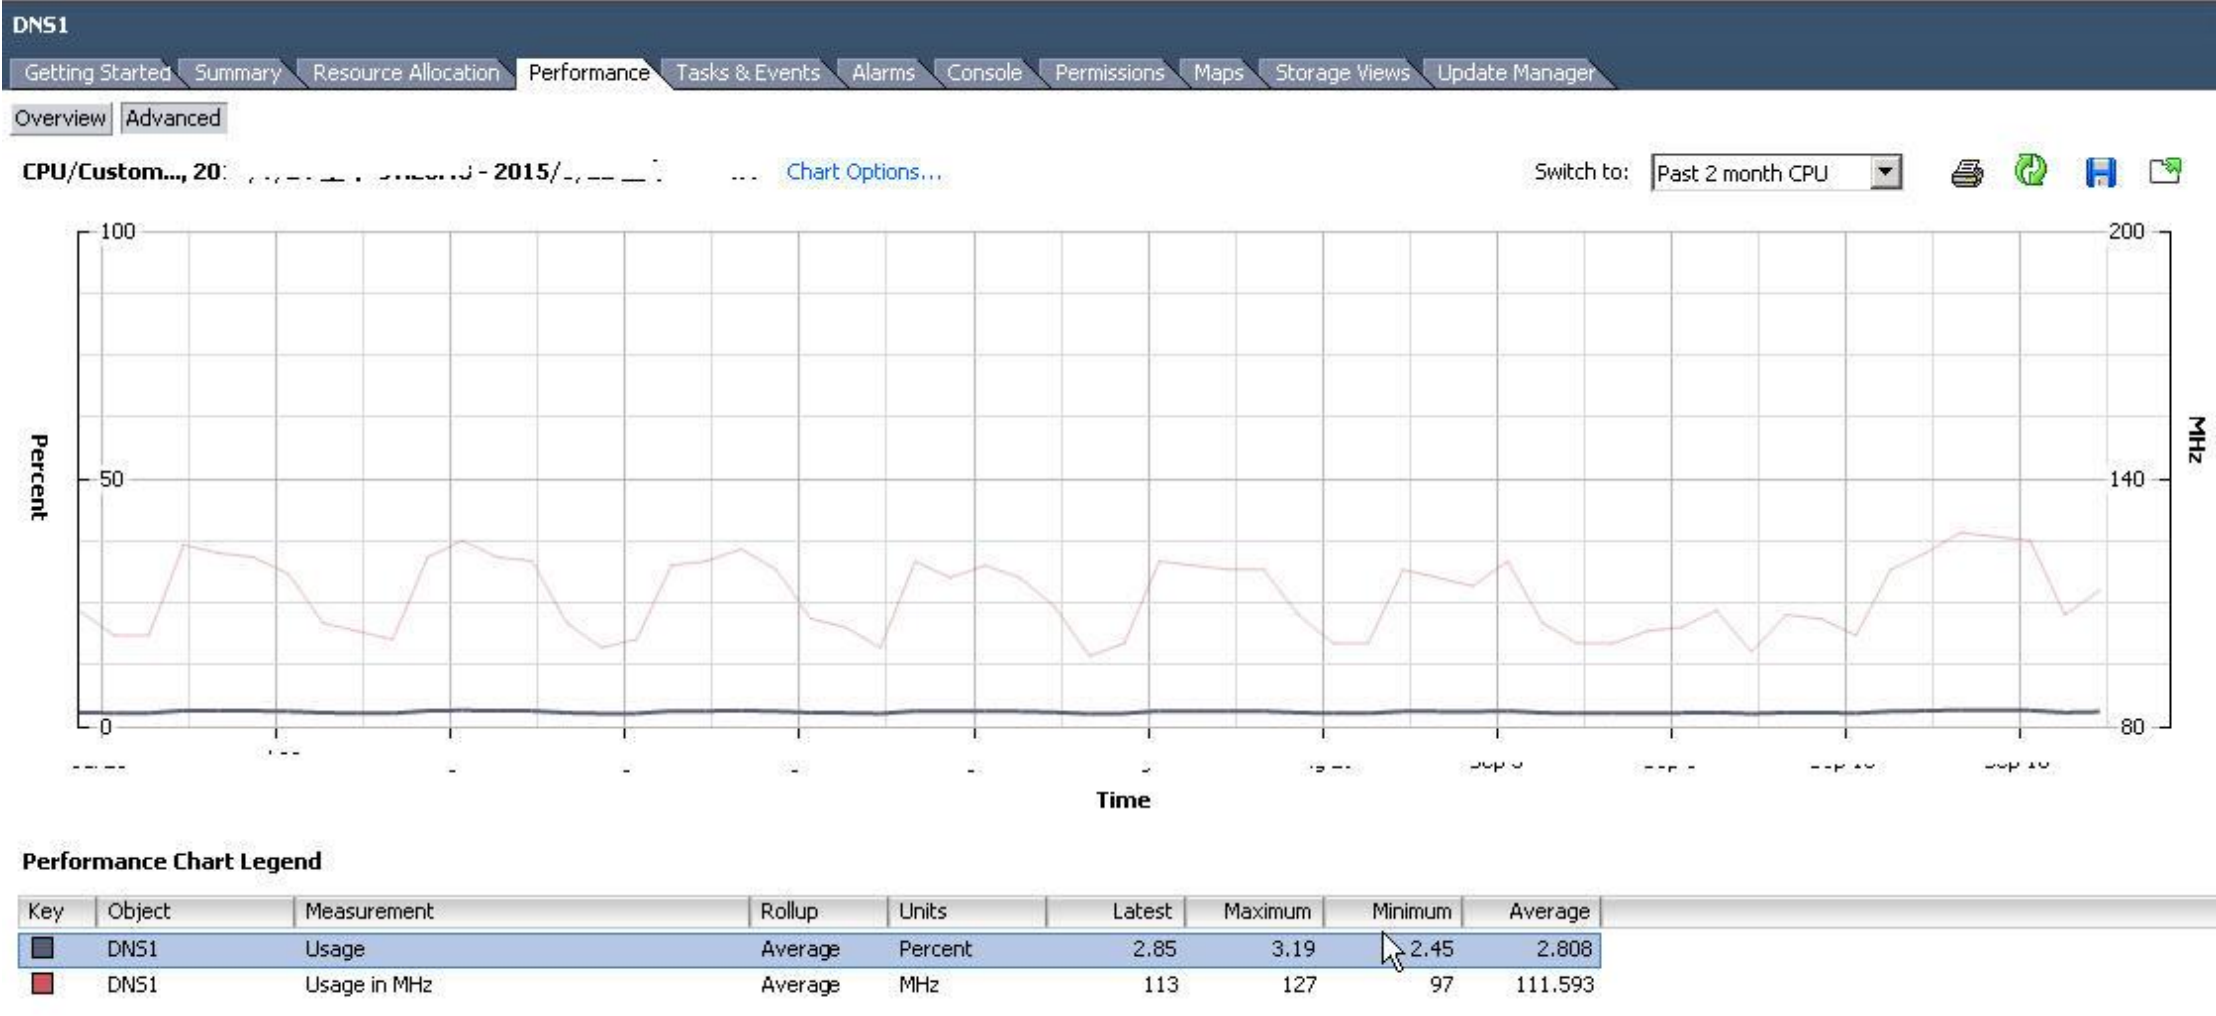 DNS1
Getting Started Summary Resource Allocation Performance Tasks & Events Alarms Console Permissions Maps Storage Views Update Manager
Overview Advanced
CPU/Custom..., - 2015/ Chart Options... Switch to: Past 2 month CPU
100 200
Percent
MHz
50 140
0 80
Time
Performance Chart Legend
Key Object Measurement Rollup Units Latest Maximum Minimum Average
DNS1 Usage Average Percent 2.85 3.19 2.45 2.808
DNS1 Usage in MHz Average MHz 113 127 97 111.593